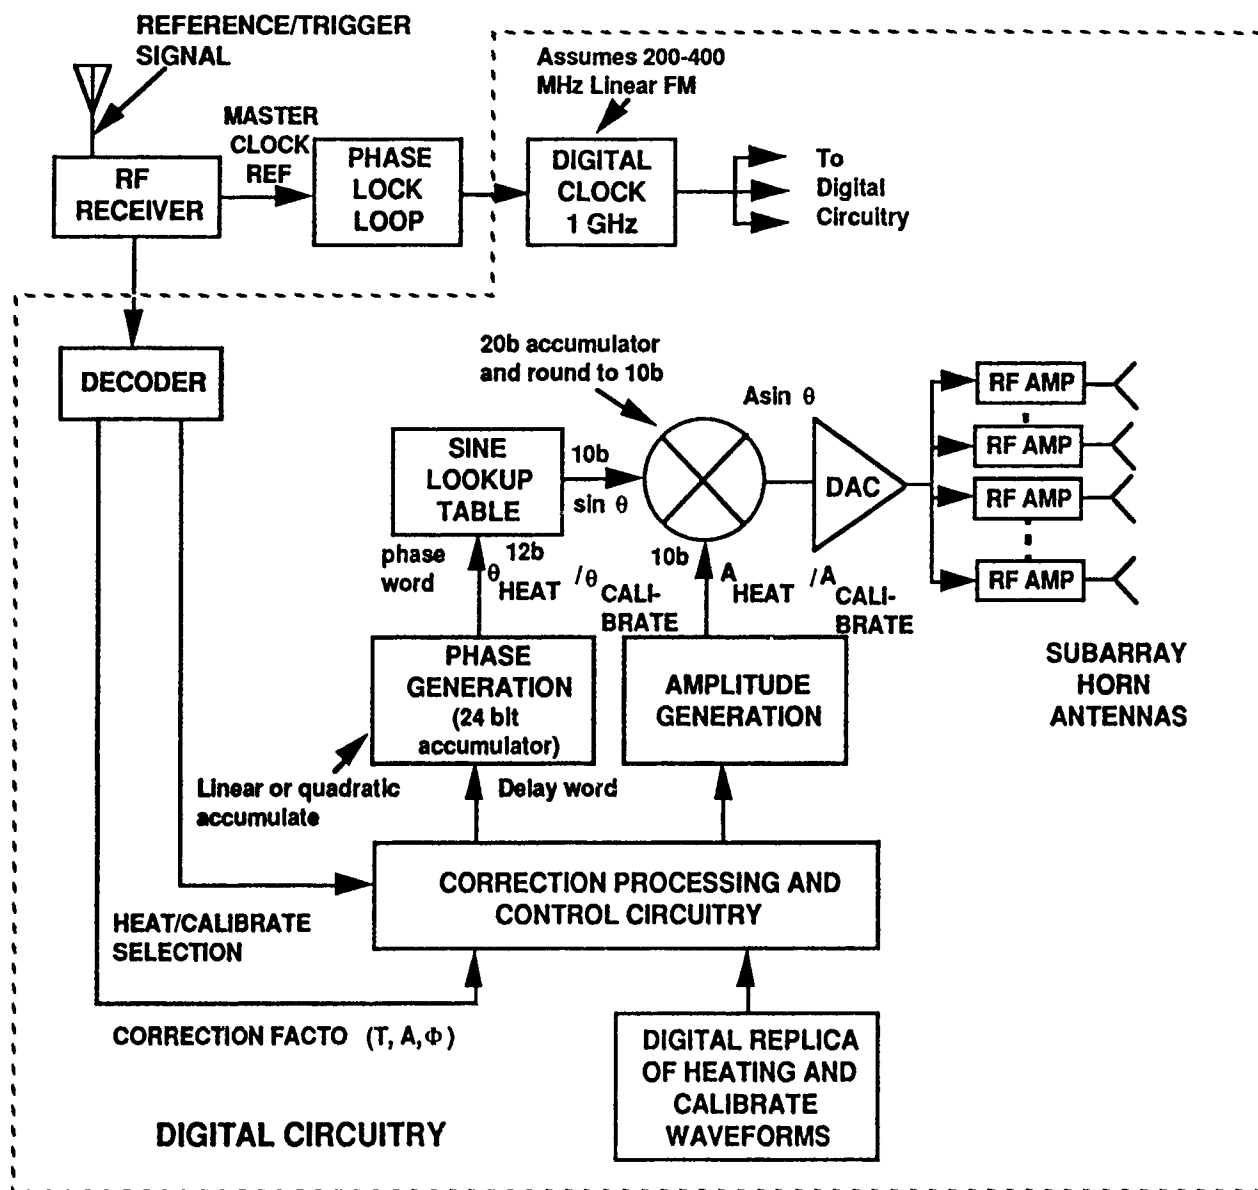 REFERENCE/TRIGGER
SIGNAL
Assumes 200-400
MHz Linear FM
MASTER
CLOCK
REF
RF
RECEIVER
PHASE
LOCK
LOOP
DIGITAL
CLOCK
1 GHz
To
Digital
Circuitry
DECODER
20b accumulator
and round to 10b
SINE
LOOKUP
TABLE
10b
sin θ
Asin θ
DAC
RF AMP
RF AMP
RF AMP
RF AMP
phase
word
12b
θ HEAT / θ CALI-
BRATE
10b
A HEAT / A CALI-
BRATE
PHASE
GENERATION
(24 bit
accumulator)
AMPLITUDE
GENERATION
SUBARRAY
HORN
ANTENNAS
Linear or quadratic
accumulate
Delay word
CORRECTION PROCESSING AND
CONTROL CIRCUITRY
HEAT/CALIBRATE
SELECTION
CORRECTION FACTO (T, A,Φ)
DIGITAL REPLICA
OF HEATING AND
CALIBRATE
WAVEFORMS
DIGITAL CIRCUITRY